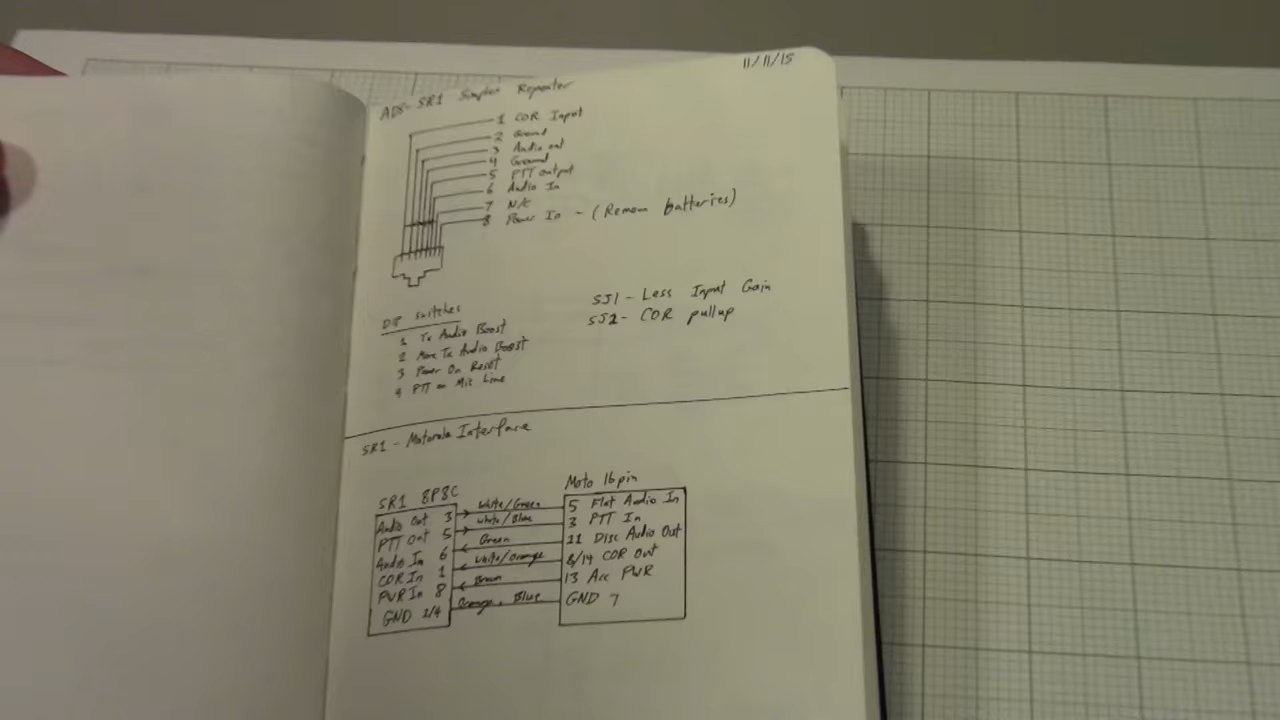 11/11/15
ADS-SR1 Simplex Repeater
1 COR Input
2 Ground
3 Audio out
4 Ground
5 PTT output
6 Audio In
7 N/C
8 Power In - (Remove batteries)
SJ1 - Less Input Gain
SJ2 - COR pullup
DIP switches
1 Tx Audio Boost
2 More Tx Audio Boost
3 Power On Reset
4 PTT on Mic Line
SR1 - Motorola Interface
SR1 8P8C
Moto 16pin
Audio Out 3 White/Green 5 Flat Audio In
PTT Out 5 White/Blue 3 PTT In
Audio In 6 Green 11 Disc Audio Out
COR In 1 White/Orange 8/14 COR Out
PWR In 8 Brown 13 Acc PWR
GND 2/4 Orange, Blue GND 7